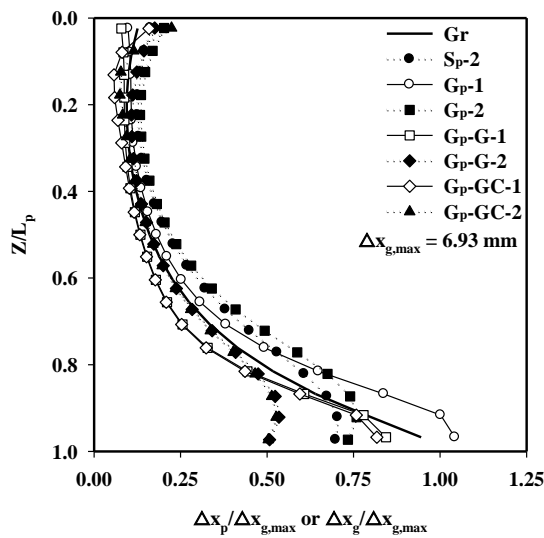 0.0
0.2
0.4
0.6
0.8
1.0
Z/Lp
Gr
Sp-2
Gp-1
Gp-2
Gp-G-1
Gp-G-2
Gp-GC-1
Gp-GC-2
Δxg,max = 6.93 mm
0.00 0.25 0.50 0.75 1.00 1.25
Δxp/Δxg,max or Δxg/Δxg,max